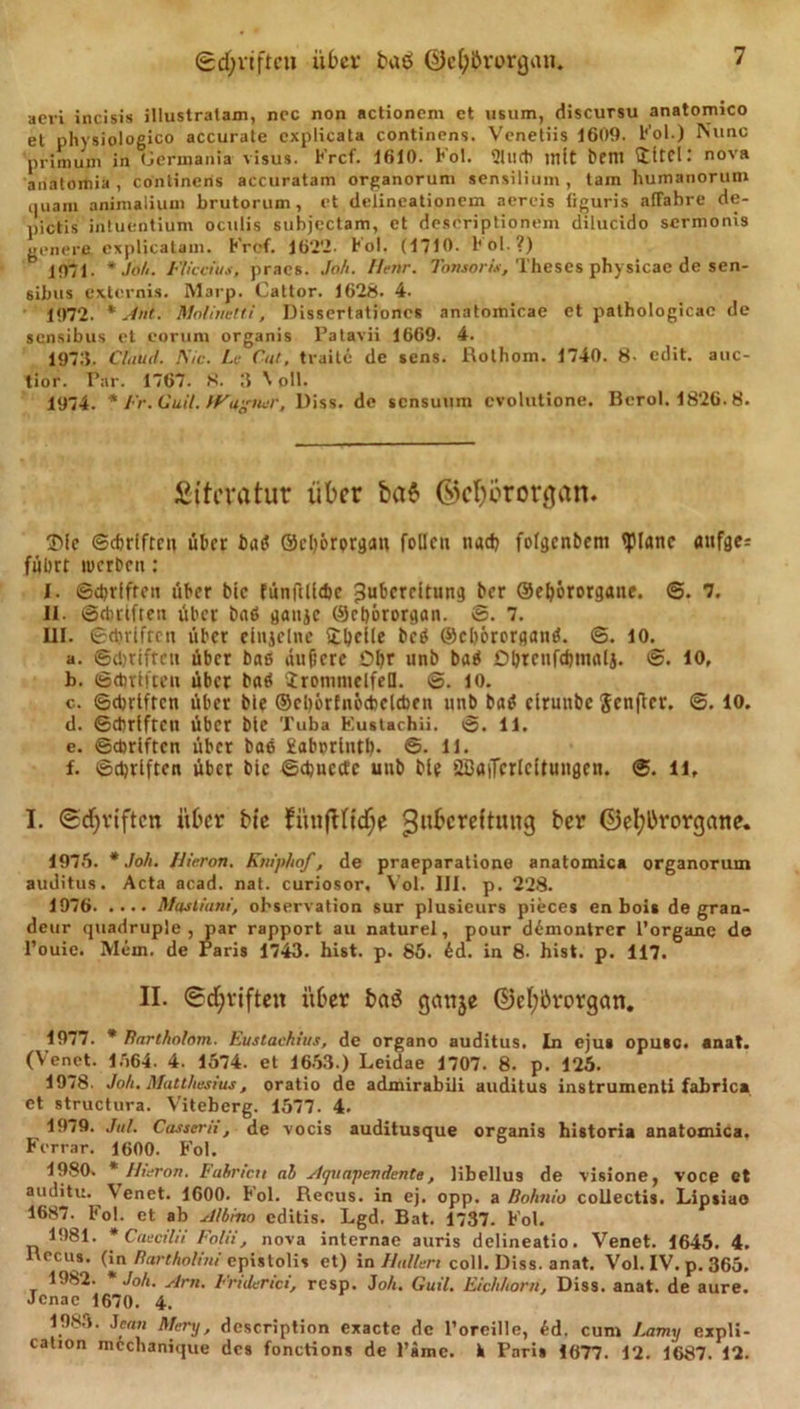 Schriften über das Gehörorgan. 7
aeri incisis illustratam, nec non actionem et usum, discursu anatomico
et physiologico accurate explicata continens. Venetiis 1609. Fol.) Nunc
primum in Germania visus. Frcf. 1610. Fol. Auch mit dem Titel: nova
anatomia, continens accuratam organorum sensilium, tam humanorum
quam animalium brutorum, et delineationem aereis figuris affabre de-
pictis intuentium oculis subjectam, et descriptionem dilucido sermonis
genere explicatam. Frcf. 1622. Fol. (1710. Fol.?)
1971. * Joh. Fliccius, praes. Joh. Henr. Tonsoris, Theses physicae de sen-
sibus externis. Marp. Cattor. 1628. 4.
1972. * Ant. Molinetti, Dissertationes anatomicae et pathologicae de
sensibus et eorum organis Patavii 1669. 4.
1973. Claud. Nic. Le Cat, traité de sens. Rothom. 1740. 8. edit. auc-
tior. Par. 1767. 8. 3 Voll.
1974. * Fr. Guil. Wagner, Diss. de sensuum evolutione. Berol. 1826. 8.
Literatur über das Gehörorgan.
Die Schriften über das Gehörorgan sollen nach folgendem Plane aufge-
führt werden:
I. Schriften über die künstliche Zubereitung der Gehörorgane. S. 7.
II. Schriften über das ganze Gehörorgan. S. 7.
III. Schriften über einzelne Theile des Gehörorgans. S. 10.
a. Schriften über das äußere Ohr und das Ohrenschmalz. S. 10,
b. Schriften über das Trommelfell. S. 10.
c. Schriften über die Gehörknöchelchen und das eirunde Fenster. S. 10.
d. Schriften über die Tuba Eustachii. S. 11.
e. Schriften über das Labyrinth. S. 11.
f. Schriften über die Schnecke und die Wasserleitungen. S. 11,
I. Schriften über die künstliche Zubereitung der Gehörorgane.
1975. * Joh. Hieron. Kniphof, de praeparatione anatomica organorum
auditus. Acta acad. nat. curiosor. Vol. III. p. 228.
1976. .... Mastiani, observation sur plusieurs pièces en bois de gran-
deur quadruple, par rapport au naturel, pour démontrer l'organe de
l'ouie. Mém. de Paris 1743. hist. p. 85. éd. in 8. hist. p. 117.
II. Schriften über das ganze Gehörorgan.
1977. * Bartholom. Eustachius, de organo auditus. In ejus opusc. anat.
(Venet. 1564. 4. 1574. et 1653.) Leidae 1707. 8. p. 125.
1978. Joh. Matthesius, oratio de admirabili auditus instrumenti fabrica
et structura. Viteberg. 1577. 4.
1979. Jul. Casserii, de vocis auditusque organis historia anatomica.
Ferrar. 1600. Fol.
1980. * Hieron. Fabricii ab Aquapendente, libellus de visione, voce et
auditu. Venet. 1600. Fol. Recus. in ej. opp. a Bohnio collectis. Lipsiae
1687. Fol. et ab Albino editis. Lgd. Bat. 1737. Fol.
1981. * Caecilii Folii, nova internae auris delineatio. Venet. 1645. 4.
Recus. (in Bartholini epistolis et) in Halleri coll. Diss. anat. Vol. IV. p. 365.
1982. * Joh. Arn. Friderici, resp. Joh. Guil. Eichhorn, Diss. anat. de aure.
Jenae 1670. 4.
1983. Jean Mery, description exacte de l'oreille, éd. cum Lamy expli-
cation mechanique des fonctions de l'âme. à Paris 1677. 12. 1687. 12.